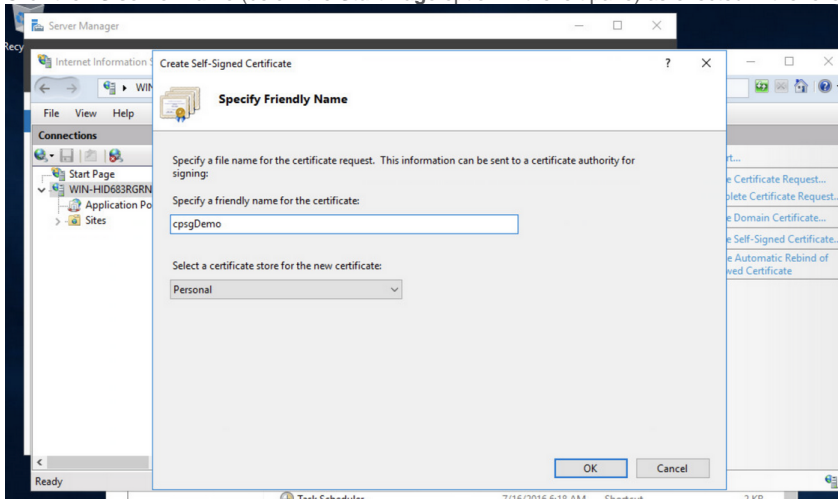 Server Manager
Recy
Internet Information S
Create Self-Signed Certificate
?
WIN
Specify Friendly Name
File View Help
Connections
Specify a file name for the certificate request. This information can be sent to a certificate authority for
signing:
Start Page
WIN-HID683RGRN
Application Po
Sites
Specify a friendly name for the certificate:
cpsgDemo
Select a certificate store for the new certificate:
Personal
rt...
e Certificate Request...
plete Certificate Request..
e Domain Certificate...
e Self-Signed Certificate..
e Automatic Rebind of
wed Certificate
OK Cancel
Ready
Task Scheduler 7/16/2016 6:18 AM Shortcut 2 KB